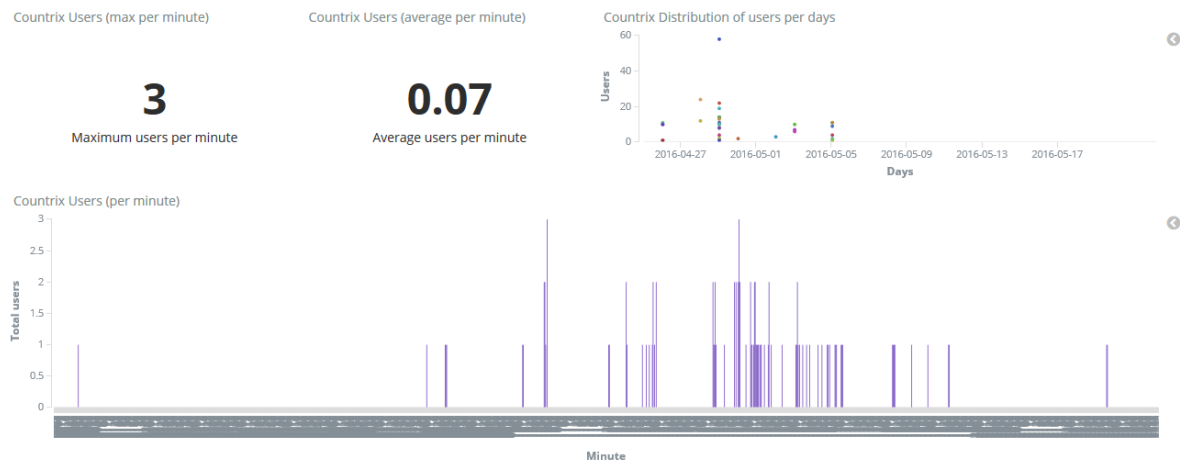 Countrix Users (max per minute)
3
Maximum users per minute
Countrix Users (average per minute)
0.07
Average users per minute
Countrix Distribution of users per days
Users
60
40
20
0
2016-04-27 2016-05-01 2016-05-05 2016-05-09 2016-05-13 2016-05-17
Days
Countrix Users (per minute)
Total users
3
2.5
2
1.5
1
0.5
0
Minute